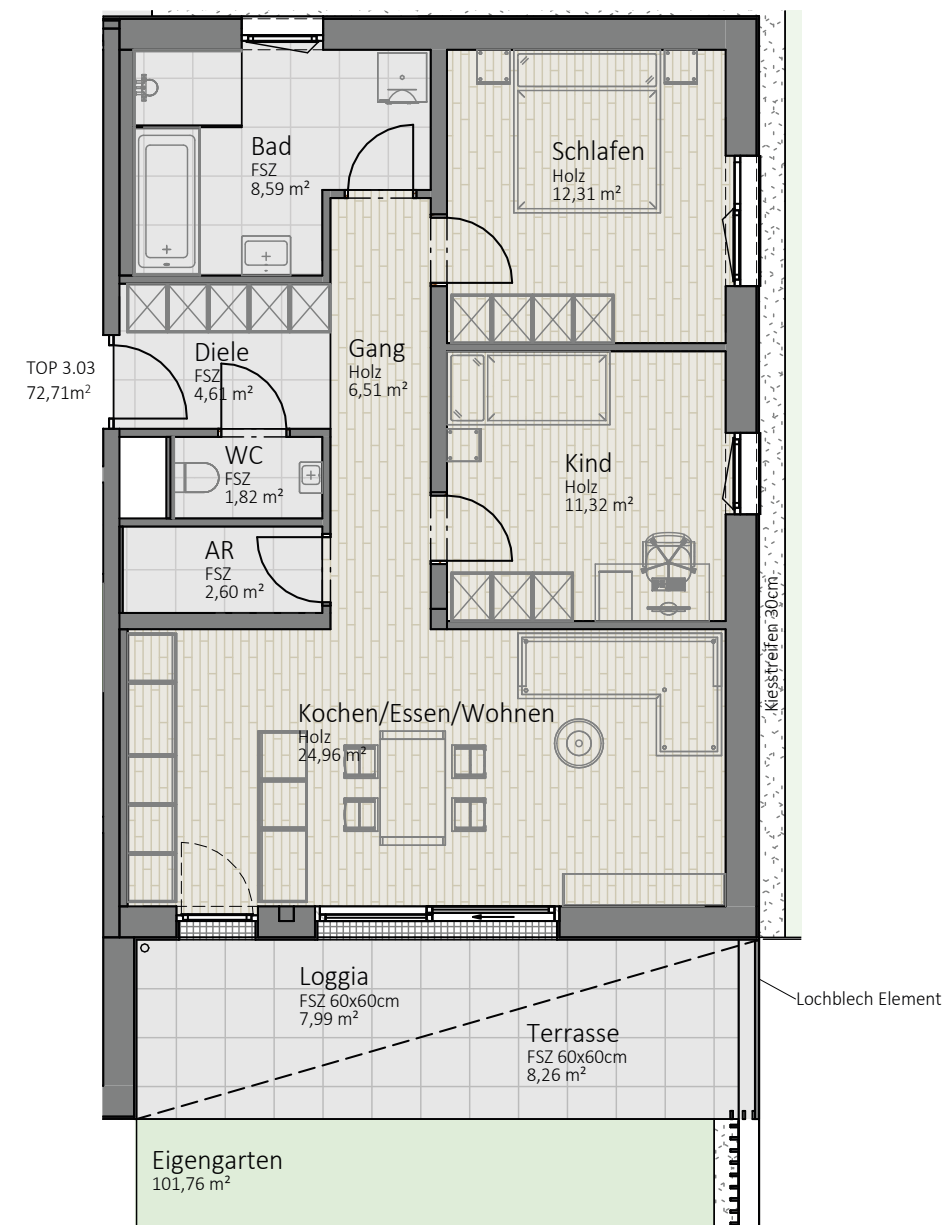 Bad
FSZ
8,59 m²
Schlafen
Holz
12,31 m²
TOP 3.03
72,71m²
Diele
FSZ
4,61 m²
Gang
Holz
6,51 m²
WC
FSZ
1,82 m²
Kind
Holz
11,32 m²
AR
FSZ
2,60 m²
Kiesstreifen 30cm
Kochen/Essen/Wohnen
Holz
24,96 m²
Loggia
FSZ 60x60cm
7,99 m²
Lochblech Element
Terrasse
FSZ 60x60cm
8,26 m²
Eigengarten
101,76 m²